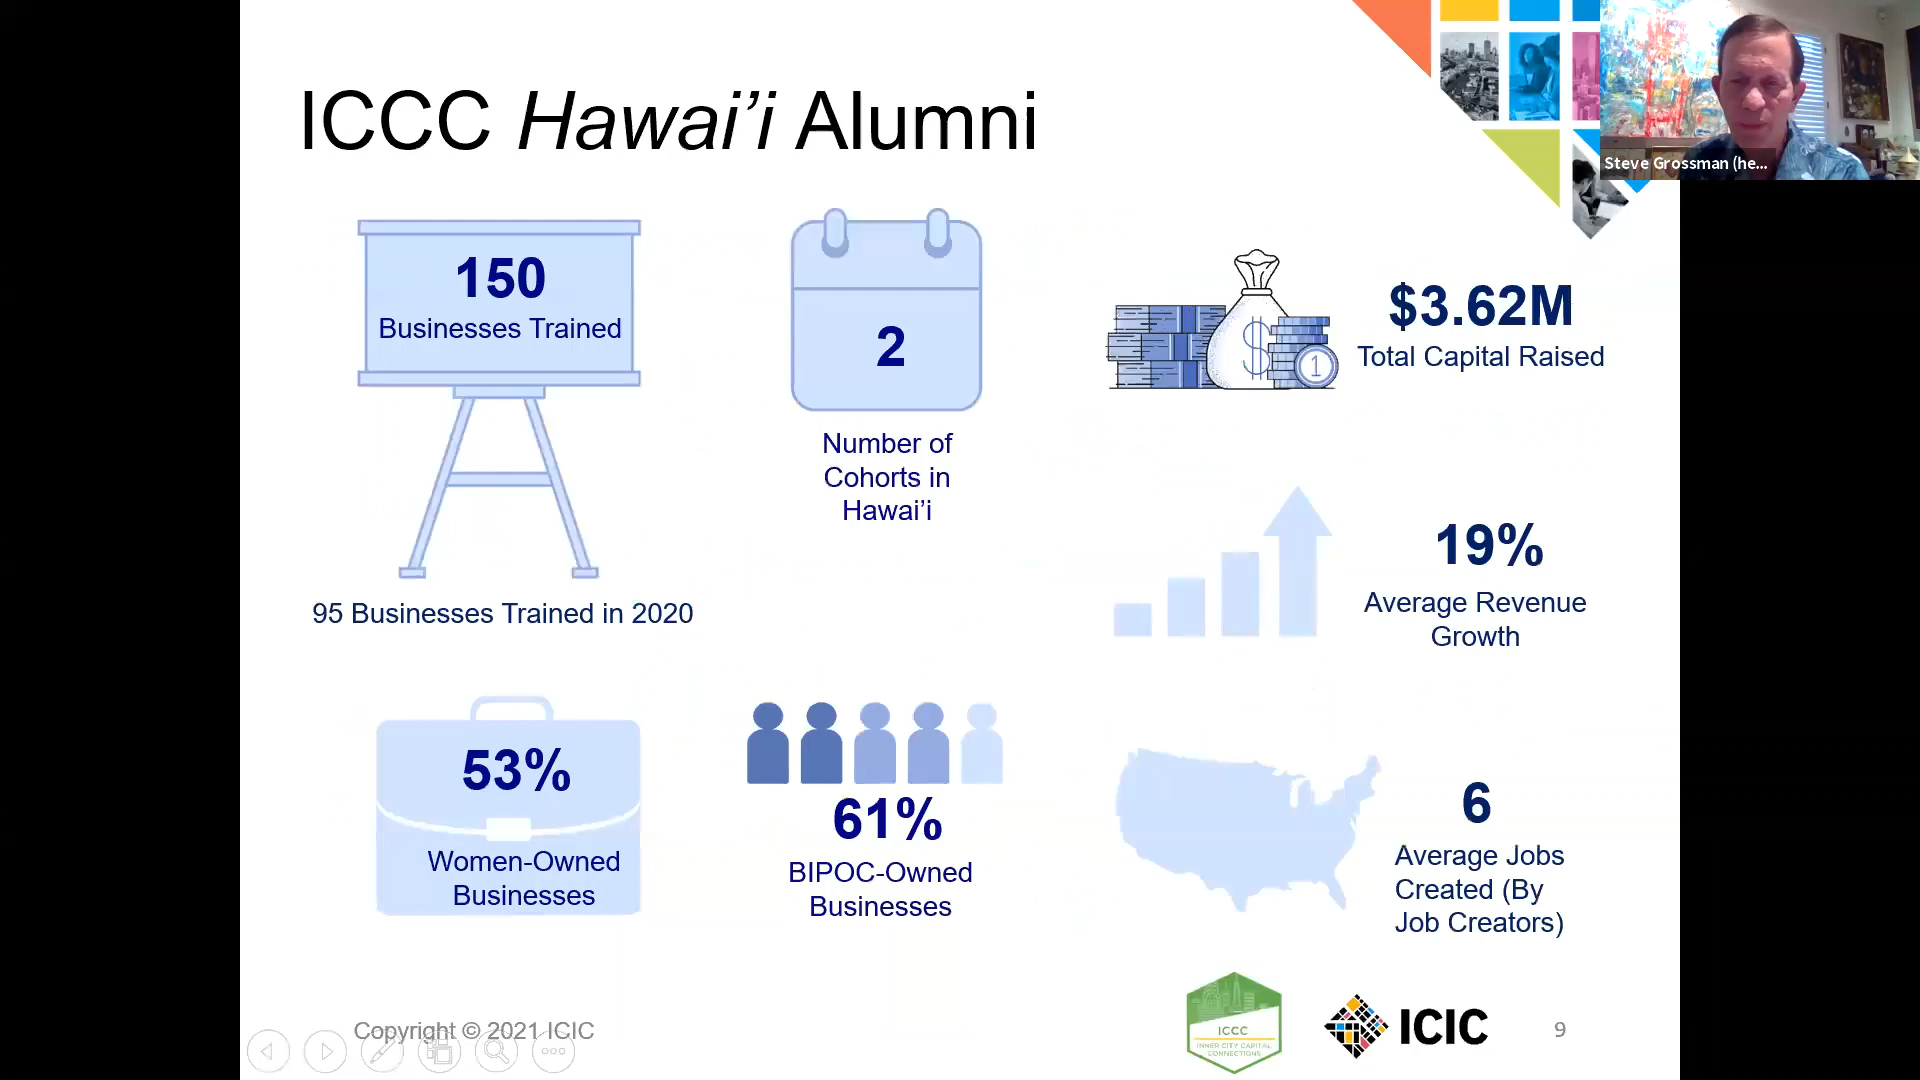 ICCC Hawai’i Alumni
Steve Grossman (he...
150
Businesses Trained
95 Businesses Trained in 2020
2
Number of
Cohorts in
Hawai’i
$3.62M
Total Capital Raised
1
$
19%
Average Revenue
Growth
53%
Women-Owned
Businesses
61%
BIPOC-Owned
Businesses
6
Average Jobs
Created (By
Job Creators)
Copyright © 2021 ICIC
ICCC
INNER CITY CAPITAL
CONNECTIONS
ICIC
9